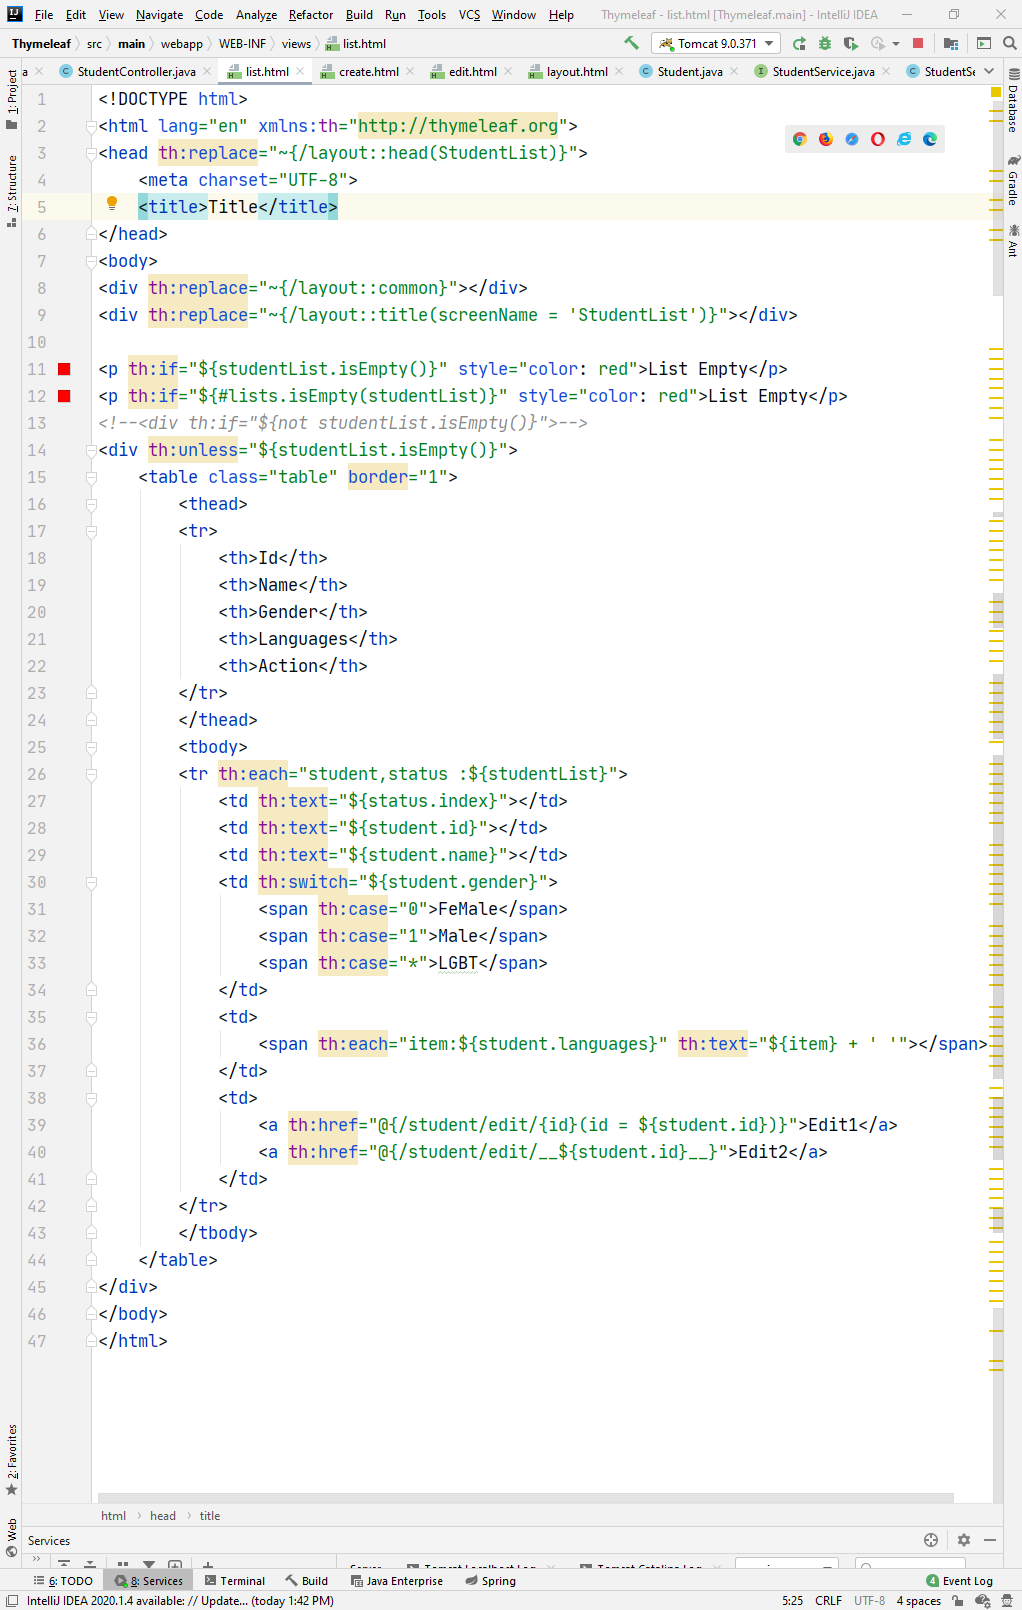 File Edit View Navigate Code Analyze Refactor Build Run Tools VCS Window Help Thymeleaf - list.html [Thymeleaf.main] - IntelliJ IDEA
Thymeleaf src main webapp WEB-INF views list.html Tomcat 9.0.371
a StudentController.java list.html create.html edit.html layout.html Student.java StudentService.java StudentSe
1: Project
7: Structure
2: Favorites
Web
Database
Gradle
Ant
1 <!DOCTYPE html>
2 <html lang="en" xmlns:th="http://thymeleaf.org">
3 <head th:replace="~{/layout::head(StudentList)}">
4 <meta charset="UTF-8">
5 <title>Title</title>
6 </head>
7 <body>
8 <div th:replace="~{/layout::common}"></div>
9 <div th:replace="~{/layout::title(screenName = 'StudentList')}"></div>
10
11 <p th:if="${studentList.isEmpty()}" style="color: red">List Empty</p>
12 <p th:if="${#lists.isEmpty(studentList)}" style="color: red">List Empty</p>
13 <!--<div th:if="${not studentList.isEmpty()}">-->
14 <div th:unless="${studentList.isEmpty()}">
15 <table class="table" border="1">
16 <thead>
17 <tr>
18 <th>Id</th>
19 <th>Name</th>
20 <th>Gender</th>
21 <th>Languages</th>
22 <th>Action</th>
23 </tr>
24 </thead>
25 <tbody>
26 <tr th:each="student,status :${studentList}">
27 <td th:text="${status.index}"></td>
28 <td th:text="${student.id}"></td>
29 <td th:text="${student.name}"></td>
30 <td th:switch="${student.gender}">
31 <span th:case="0">FeMale</span>
32 <span th:case="1">Male</span>
33 <span th:case="*">LGBT</span>
34 </td>
35 <td>
36 <span th:each="item:${student.languages}" th:text="${item} + ' '"></span>
37 </td>
38 <td>
39 <a th:href="@{/student/edit/{id}(id = ${student.id})}">Edit1</a>
40 <a th:href="@{/student/edit/__${student.id}__}">Edit2</a>
41 </td>
42 </tr>
43 </tbody>
44 </table>
45 </div>
46 </body>
47 </html>
html head title
Services
Server Tomcat Localhost Log Tomcat Catalina Log
6: TODO 8: Services Terminal Build Java Enterprise Spring 4 Event Log
IntelliJ IDEA 2020.1.4 available: // Update... (today 1:42 PM) 5:25 CRLF UTF-8 4 spaces